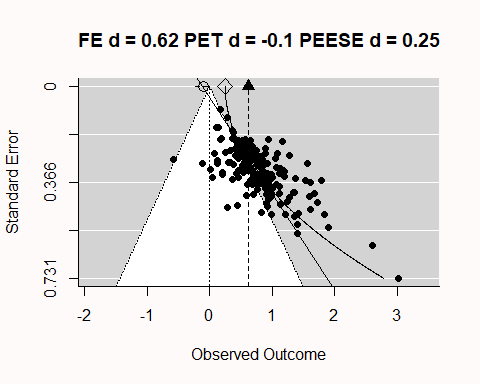 FE d = 0.62 PET d = -0.1 PEESE d = 0.25
Standard Error
0
0.366
0.731
-2 -1 0 1 2 3
Observed Outcome